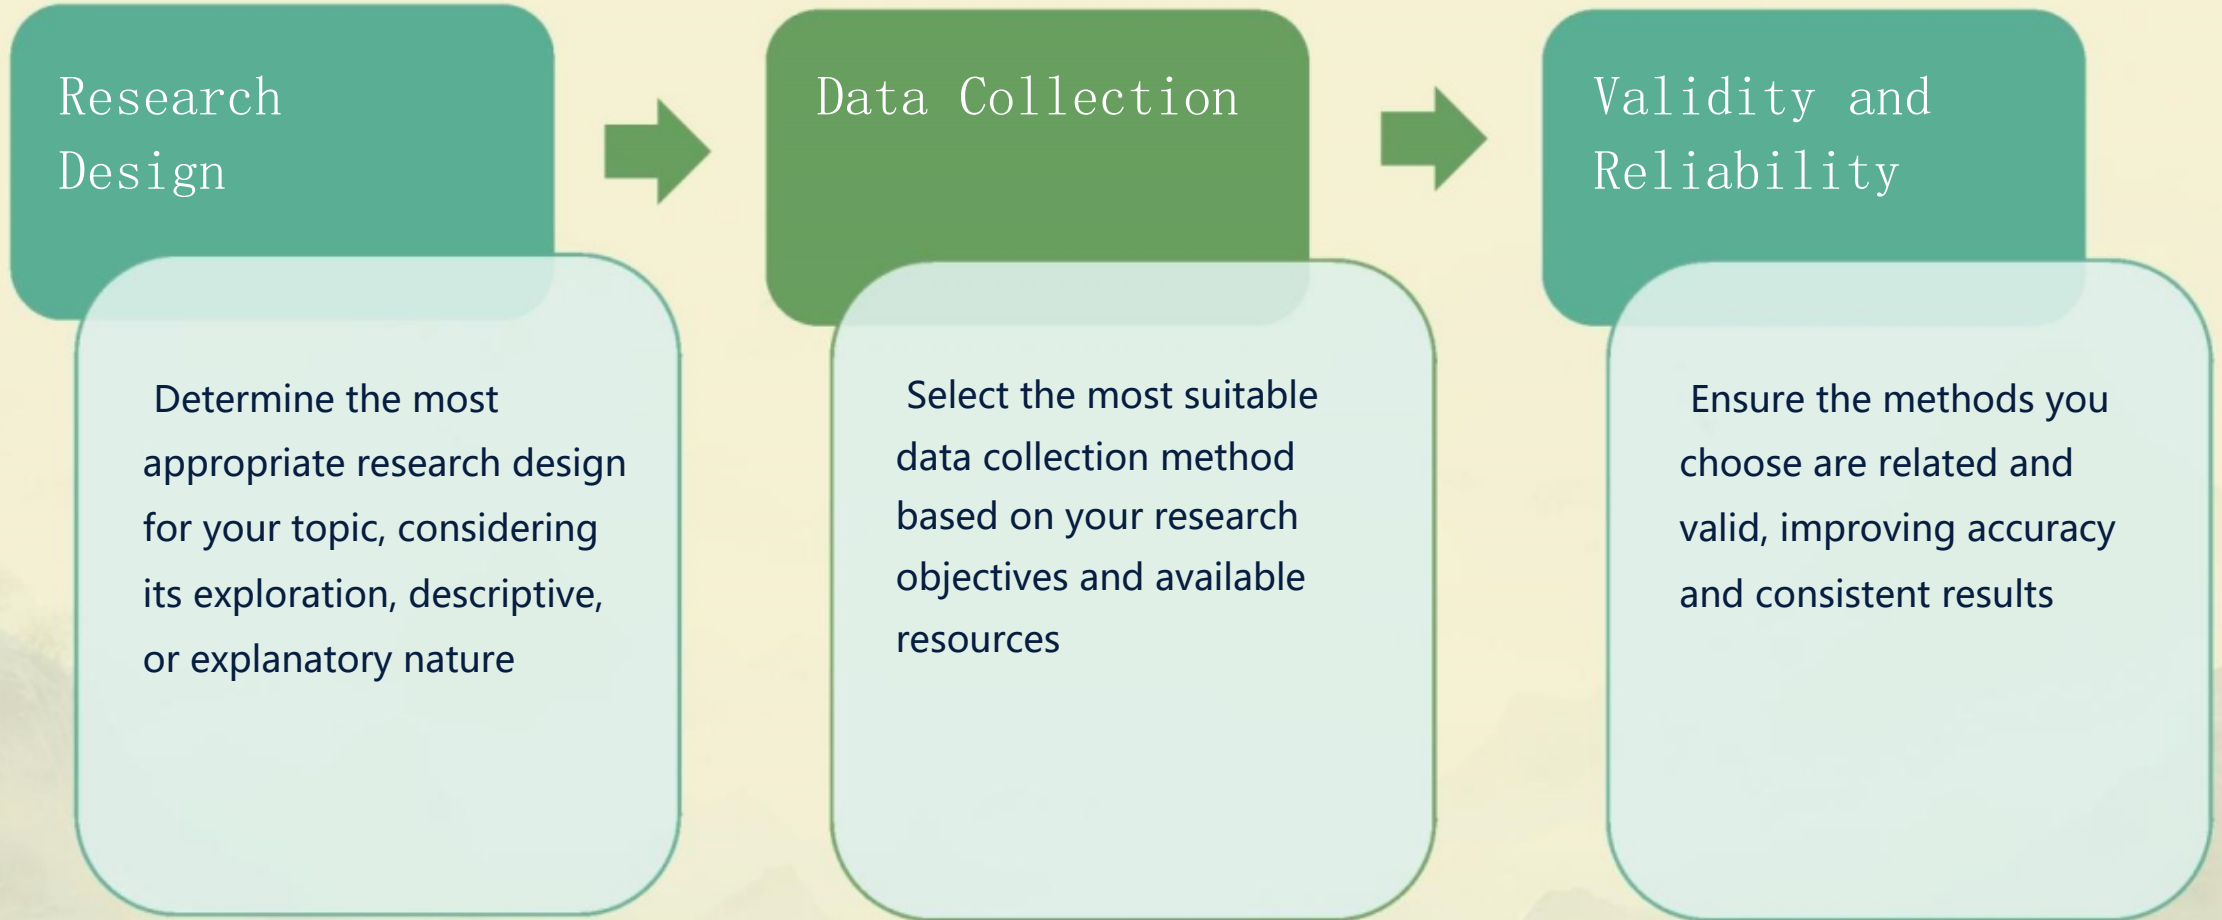 Research
Design
Determine the most
appropriate research design
for your topic, considering
its exploration, descriptive,
or explanatory nature
Data Collection
Select the most suitable
data collection method
based on your research
objectives and available
resources
Validity and
Reliability
Ensure the methods you
choose are related and
valid, improving accuracy
and consistent results